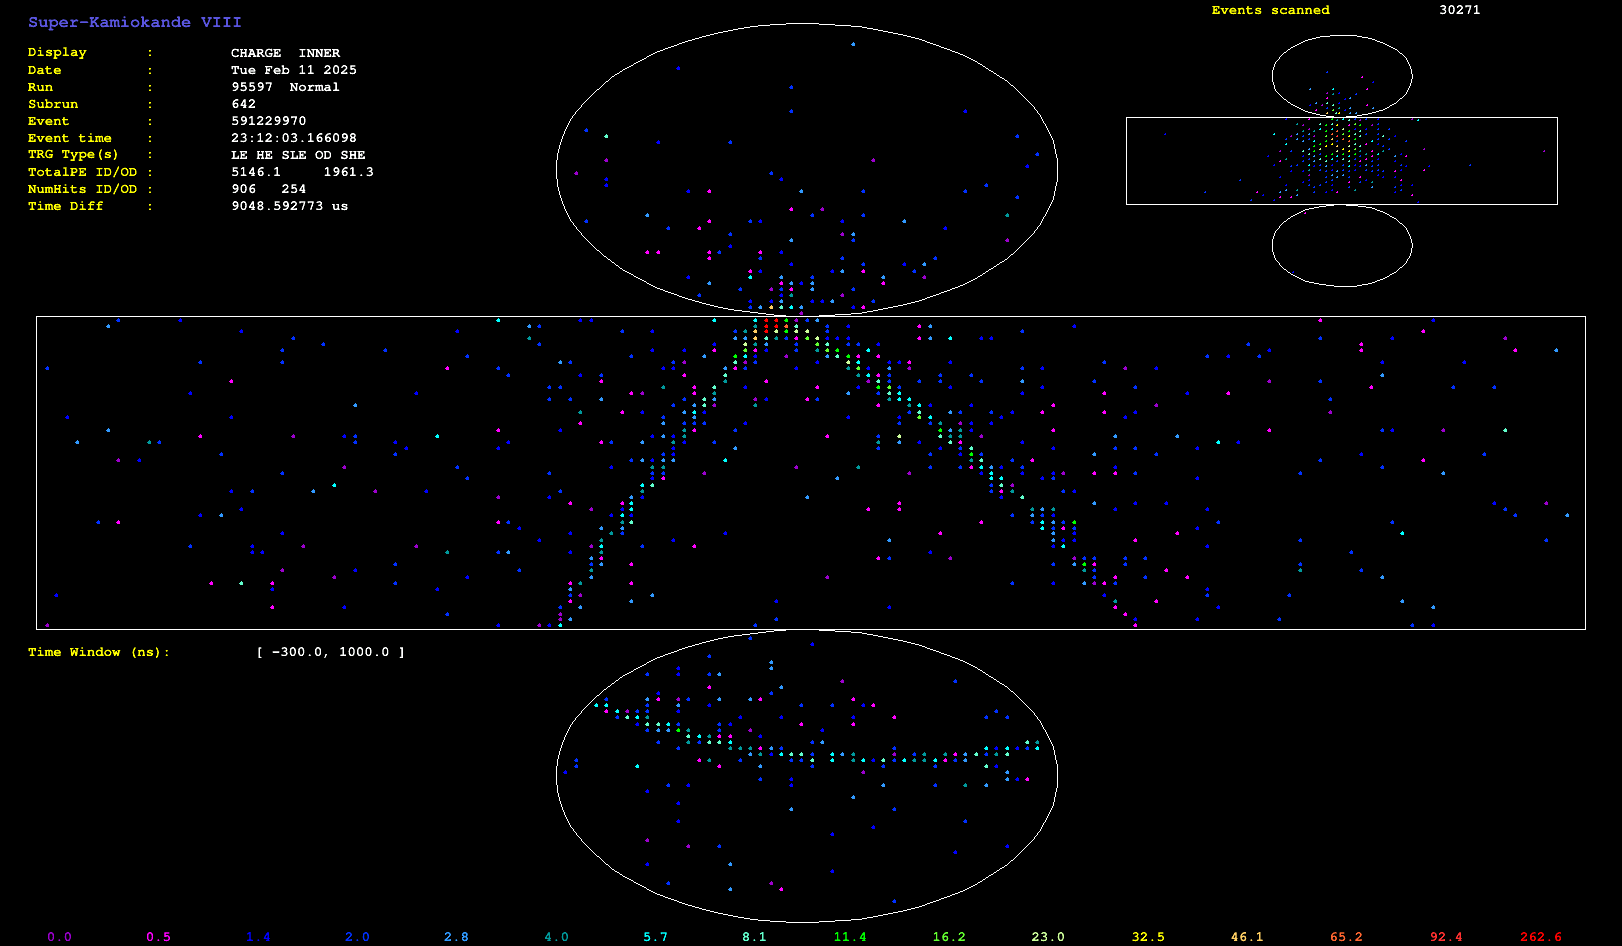 Super-Kamiokande VIII
Events scanned 30271
Display : CHARGE INNER
Date : Tue Feb 11 2025
Run : 95597 Normal
Subrun : 642
Event : 591229970
Event time : 23:12:03.166098
TRG Type(s) : LE HE SLE OD SHE
TotalPE ID/OD : 5146.1 1961.3
NumHits ID/OD : 906 254
Time Diff : 9048.592773 us
Time Window (ns): [ -300.0, 1000.0 ]
0.0 0.5 1.4 2.0 2.8 4.0 5.7 8.1 11.4 16.2 23.0 32.5 46.1 65.2 92.4 262.6